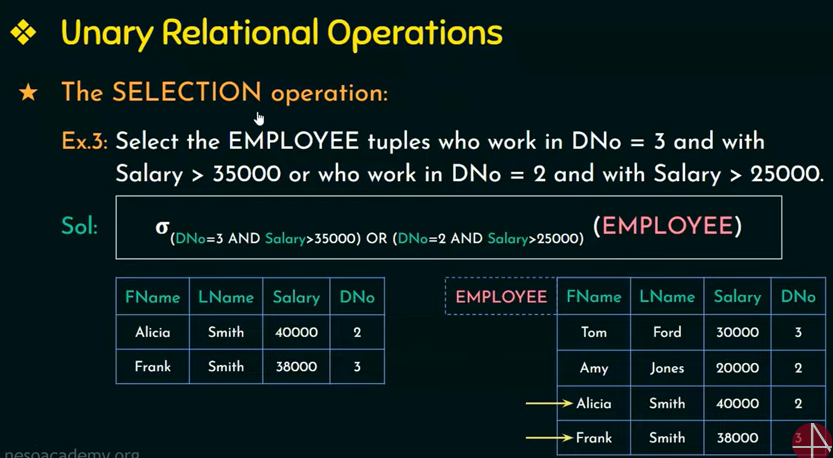 ❖ Unary Relational Operations
★ The SELECTION operation:
Ex.3: Select the EMPLOYEE tuples who work in DNo = 3 and with
Salary > 35000 or who work in DNo = 2 and with Salary > 25000.
Sol: σ(DNo=3 AND Salary>35000) OR (DNo=2 AND Salary>25000) (EMPLOYEE)
FName LName Salary DNo
Alicia Smith 40000 2
Frank Smith 38000 3
EMPLOYEE FName LName Salary DNo
Tom Ford 30000 3
Amy Jones 20000 2
Alicia Smith 40000 2
Frank Smith 38000 3
nesoacademy.org